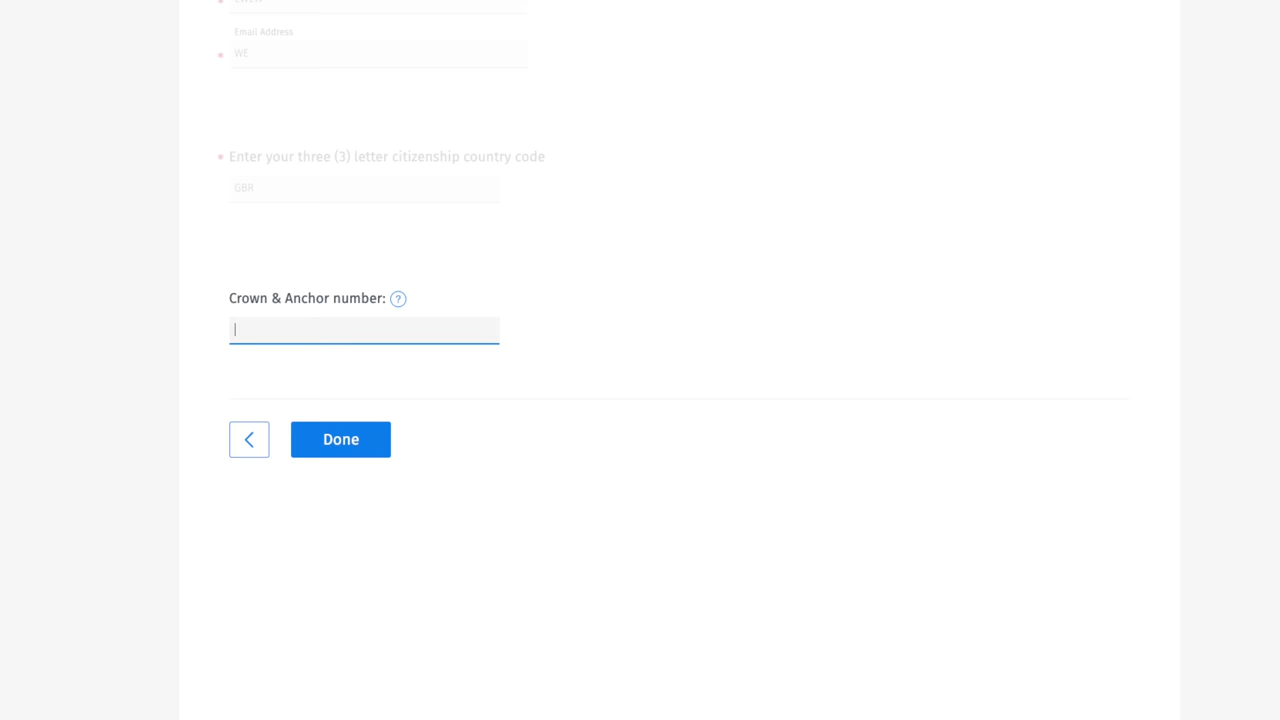 Email Address
* WE
* Enter your three (3) letter citizenship country code
GBR
Crown & Anchor number: ?
Done